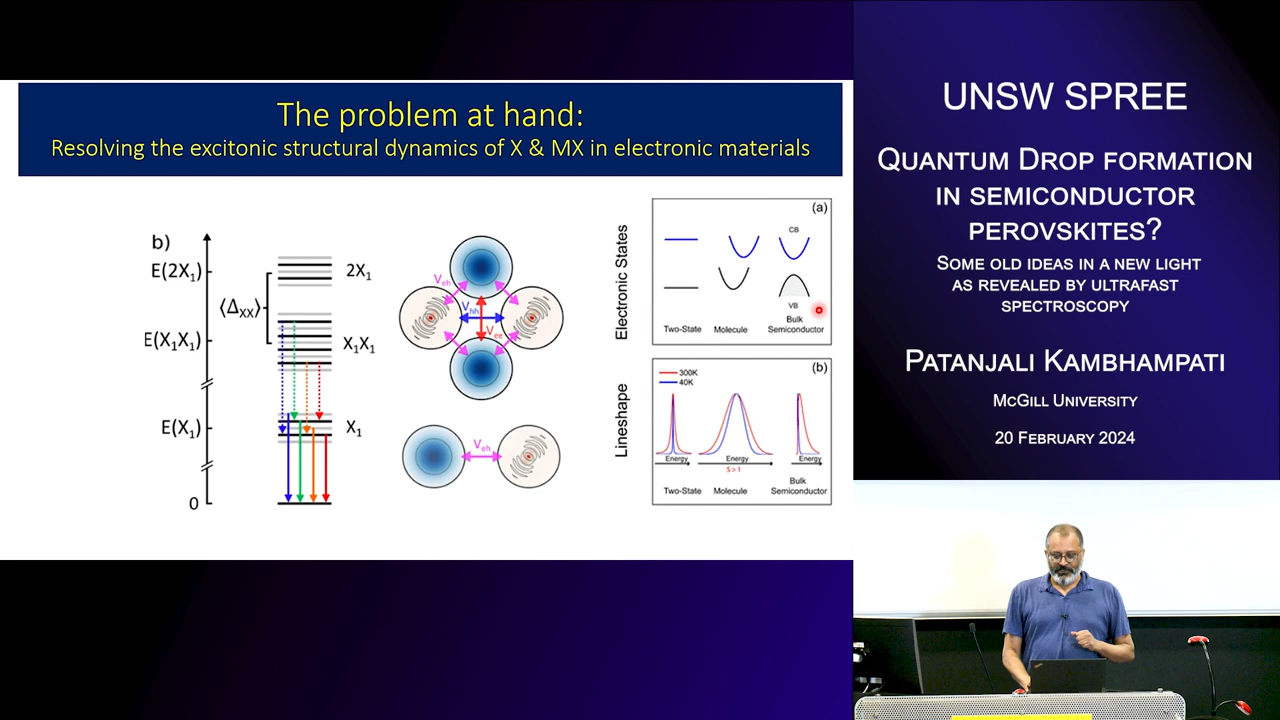 The problem at hand:
Resolving the excitonic structural dynamics of X & MX in electronic materials
b)
E(2X₁)
2X₁
⟨Δxx⟩
E(X₁X₁)
X₁X₁
E(X₁)
X₁
0
Veh
Vhh
Vee
Veh
Electronic States
(a)
CB
VB
Two-State
Molecule
Bulk
Semiconductor
Lineshape
(b)
300K
40K
Energy
Energy
Energy
S > 1
Two-State
Molecule
Bulk
Semiconductor
UNSW SPREE
Quantum Drop formation
in semiconductor
perovskites?
Some old ideas in a new light
as revealed by ultrafast
spectroscopy
Patanjali Kambhampati
McGill University
20 February 2024